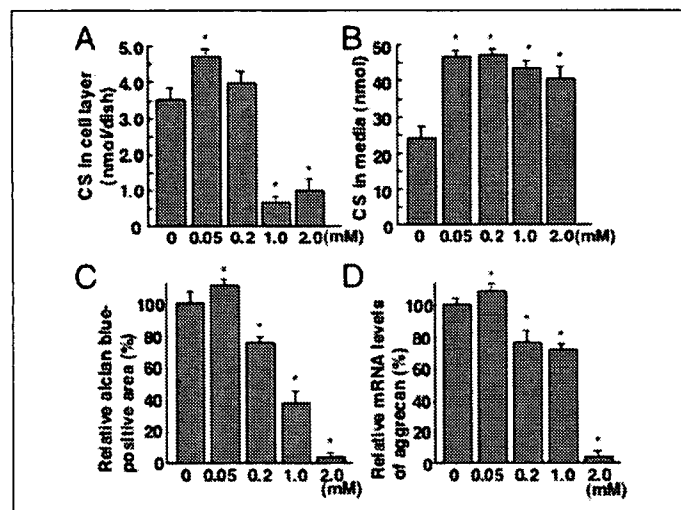 A
CS in cell layer
(nmol/dish)
5.0
4.0
3.0
2.0
1.0
0
*
*
*
0 0.05 0.2 1.0 2.0(mM)
B
CS in media (nmol)
50
40
30
20
10
0
*
*
*
*
0 0.05 0.2 1.0 2.0(mM)
C
Relative alcian blue-
positive area (%)
100
80
60
40
20
0
*
*
*
*
0 0.05 0.2 1.0 2.0
(mM)
D
Relative mRNA levels
of aggrecan (%)
100
80
60
40
20
0
*
*
*
*
0 0.05 0.2 1.0 2.0
(mM)